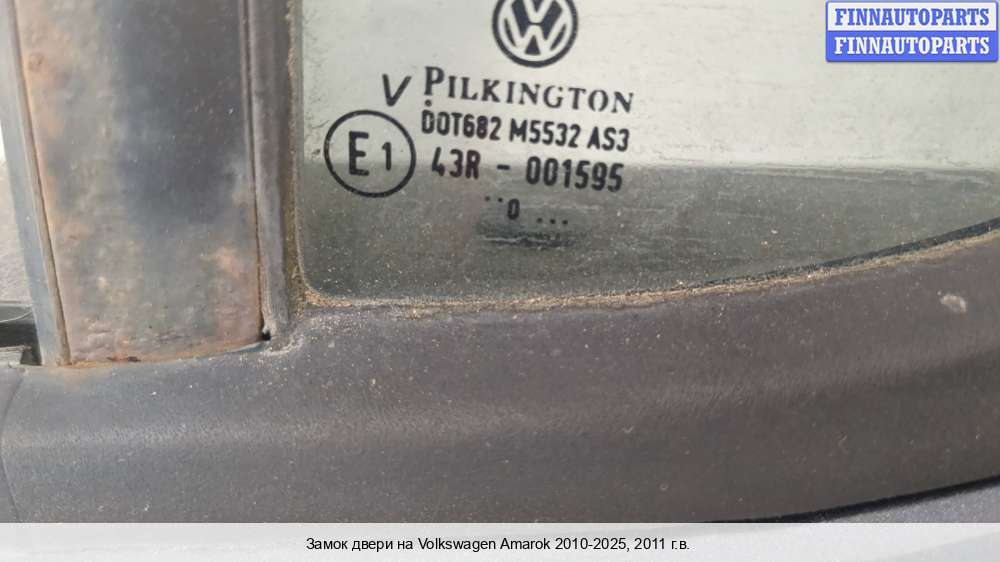 FINNAUTOPARTS
FINNAUTOPARTS
VW
V PILKINGTON
DOT682 M5532 AS3
E1 43R - 001595
..0 ...
Замок двери на Volkswagen Amarok 2010-2025, 2011 г.в.